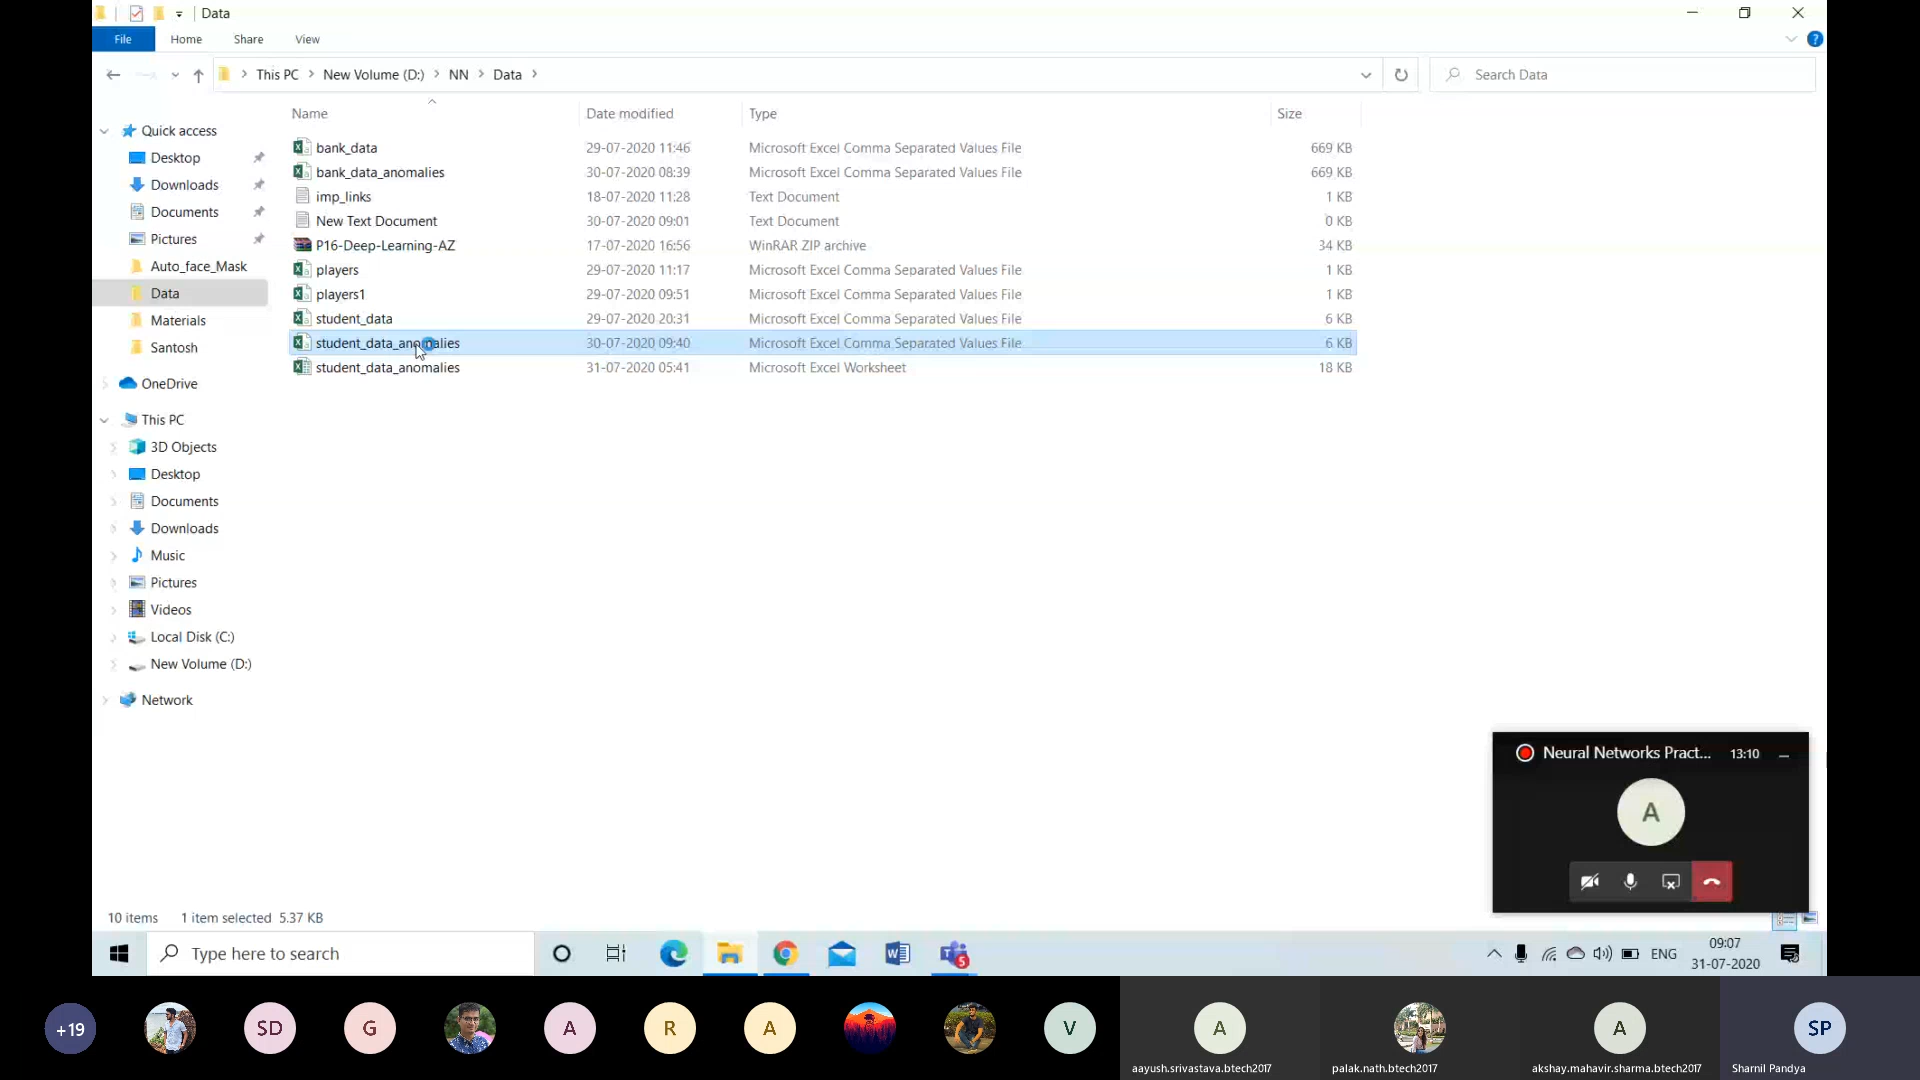 Data
File Home Share View
This PC New Volume (D:) NN Data
Search Data
Name Date modified Type Size
bank_data 29-07-2020 11:46 Microsoft Excel Comma Separated Values File 669 KB
bank_data_anomalies 30-07-2020 08:39 Microsoft Excel Comma Separated Values File 669 KB
imp_links 18-07-2020 11:28 Text Document 1 KB
New Text Document 30-07-2020 09:01 Text Document 0 KB
P16-Deep-Learning-AZ 17-07-2020 16:56 WinRAR ZIP archive 34 KB
players 29-07-2020 11:17 Microsoft Excel Comma Separated Values File 1 KB
players1 29-07-2020 09:51 Microsoft Excel Comma Separated Values File 1 KB
student_data 29-07-2020 20:31 Microsoft Excel Comma Separated Values File 6 KB
student_data_anomalies 30-07-2020 09:40 Microsoft Excel Comma Separated Values File 6 KB
student_data_anomalies 31-07-2020 05:41 Microsoft Excel Worksheet 18 KB
Quick access
Desktop
Downloads
Documents
Pictures
Auto_face_Mask
Data
Materials
Santosh
OneDrive
This PC
3D Objects
Desktop
Documents
Downloads
Music
Pictures
Videos
Local Disk (C:)
New Volume (D:)
Network
Neural Networks Pract... 13:10
A
10 items 1 item selected 5.37 KB
Type here to search
5
ENG
09:07
31-07-2020
+19 SD G A R A V A A SP
aayush.srivastava.btech2017 palak.nath.btech2017 akshay.mahavir.sharma.btech2017 Sharnil Pandya